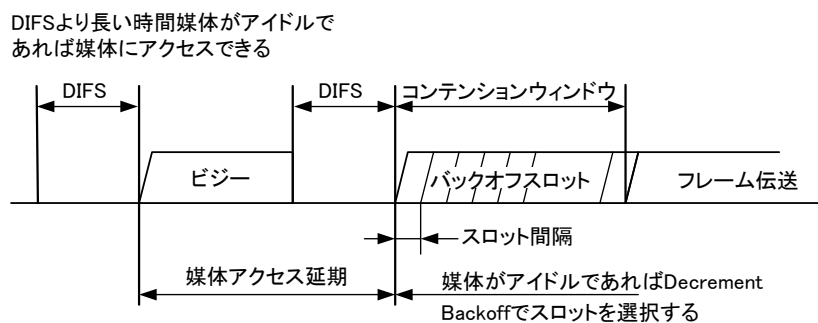 DIFSより長い時間媒体がアイドルで
あれば媒体にアクセスできる
DIFS
DIFS
コンテンションウィンドウ
ビジー
バックオフスロット
フレーム伝送
スロット間隔
媒体アクセス延期
媒体がアイドルであればDecrement
Backoffでスロットを選択する